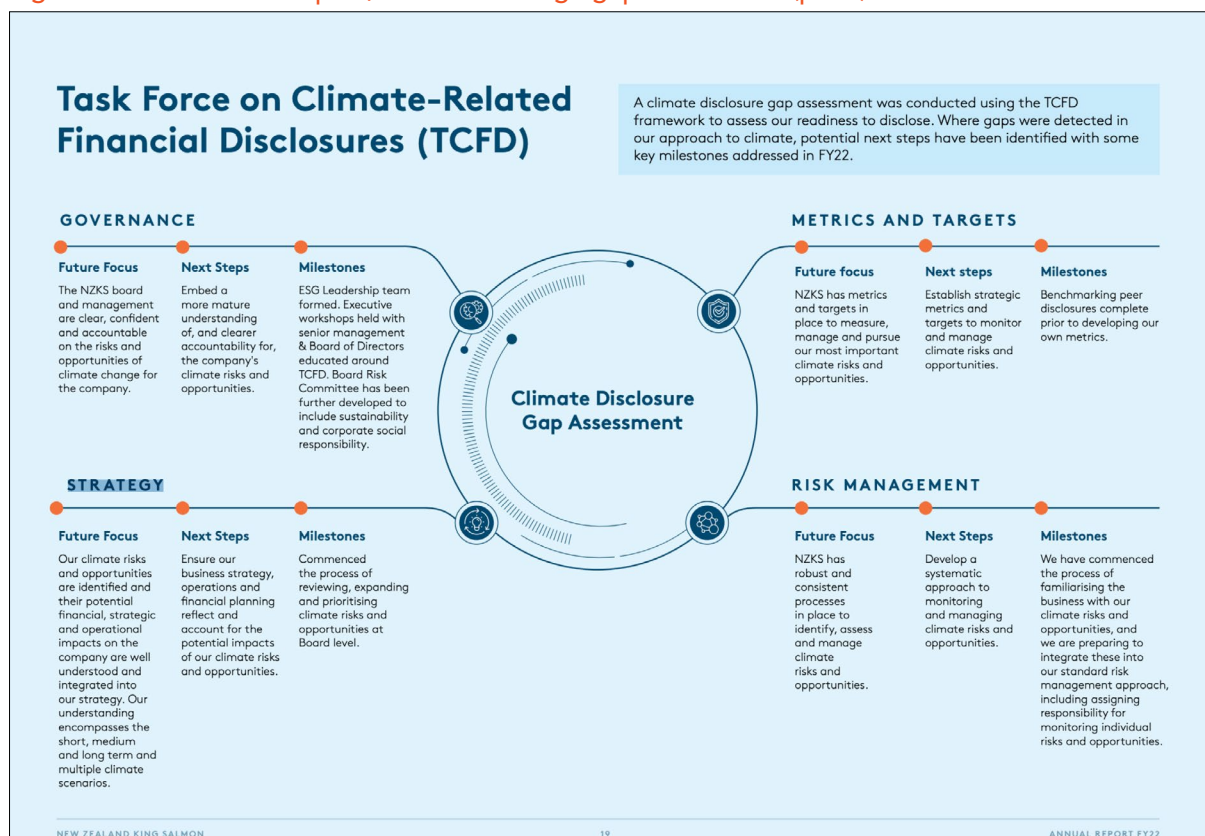 Task Force on Climate-Related
Financial Disclosures (TCFD)
A climate disclosure gap assessment was conducted using the TCFD
framework to assess our readiness to disclose. Where gaps were detected in
our approach to climate, potential next steps have been identified with some
key milestones addressed in FY22.
GOVERNANCE
Future Focus
The NZKS board
and management
are clear, confident
and accountable
on the risks and
opportunities of
climate change for
the company.
Next Steps
Embed a
more mature
understanding
of, and clearer
accountability for,
the company's
climate risks and
opportunities.
Milestones
ESG Leadership team
formed. Executive
workshops held with
senior management
& Board of Directors
educated around
TCFD. Board Risk
Committee has been
further developed to
include sustainability
and corporate social
responsibility.
METRICS AND TARGETS
Future focus
NZKS has metrics
and targets in
place to measure,
manage and pursue
our most important
climate risks and
opportunities.
Next steps
Establish strategic
metrics and
targets to monitor
and manage
climate risks and
opportunities.
Milestones
Benchmarking peer
disclosures complete
prior to developing our
own metrics.
Climate Disclosure
Gap Assessment
STRATEGY
Future Focus
Our climate risks
and opportunities
are identified and
their potential
financial, strategic
and operational
impacts on the
company are well
understood and
integrated into
our strategy. Our
understanding
encompasses the
short, medium
and long term and
multiple climate
scenarios.
Next Steps
Ensure our
business strategy,
operations and
financial planning
reflect and
account for the
potential impacts
of our climate risks
and opportunities.
Milestones
Commenced
the process of
reviewing, expanding
and prioritising
climate risks and
opportunities at
Board level.
RISK MANAGEMENT
Future Focus
NZKS has
robust and
consistent
processes
in place to
identify, assess
and manage
climate
risks and
opportunities.
Next Steps
Develop a
systematic
approach to
monitoring
and managing
climate risks and
opportunities.
Milestones
We have commenced
the process of
familiarising the
business with our
climate risks and
opportunities, and
we are preparing to
integrate these into
our standard risk
management approach,
including assigning
responsibility for
monitoring individual
risks and opportunities.
NEW ZEALAND KING SALMON
19
ANNUAL REPORT FY22